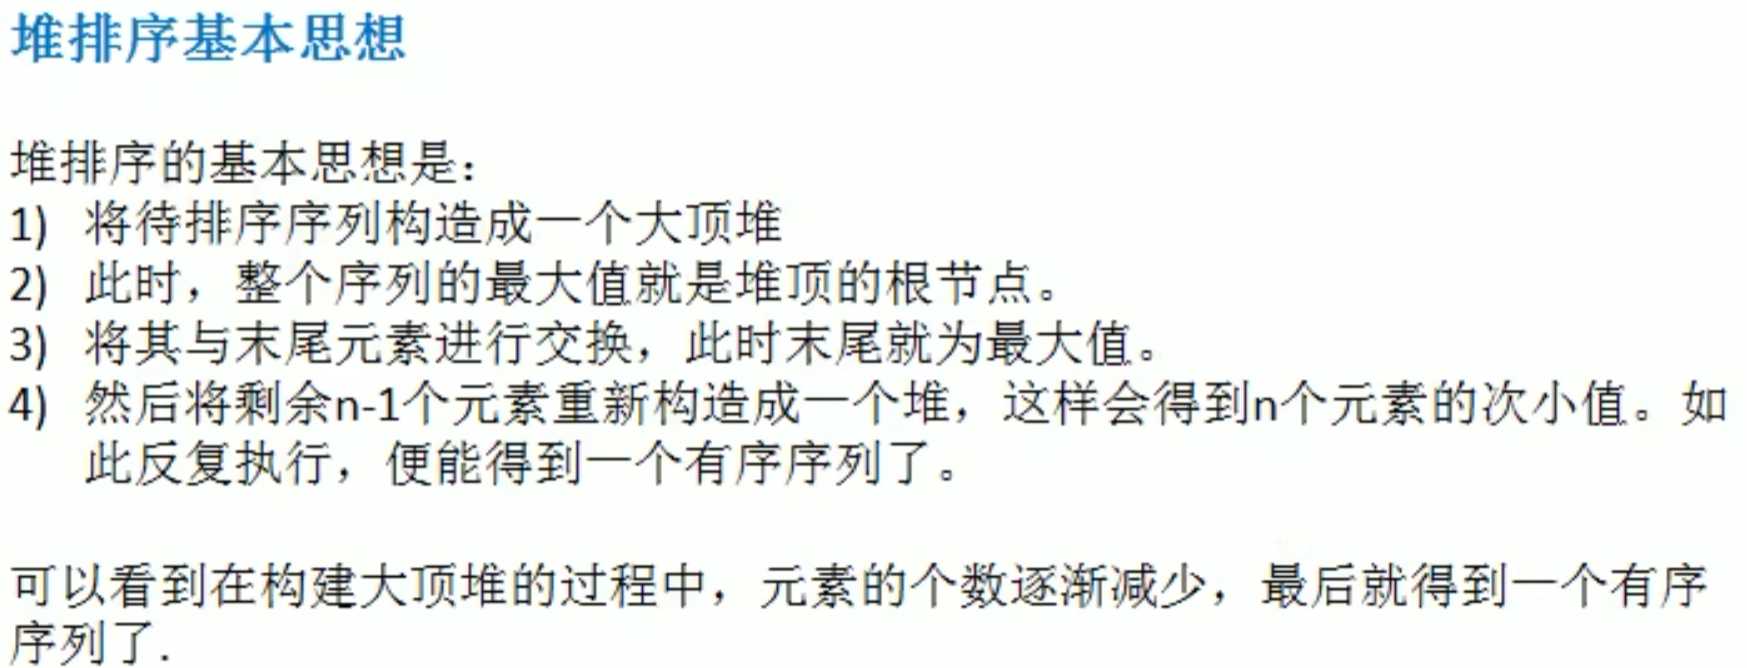 堆排序基本思想
堆排序的基本思想是：
1) 将待排序序列构造成一个大顶堆
2) 此时，整个序列的最大值就是堆顶的根节点。
3) 将其与末尾元素进行交换，此时末尾就为最大值。
4) 然后将剩余n-1个元素重新构造成一个堆，这样会得到n个元素的次小值。如
此反复执行，便能得到一个有序序列了。
可以看到在构建大顶堆的过程中，元素的个数逐渐减少，最后就得到一个有序
序列了.